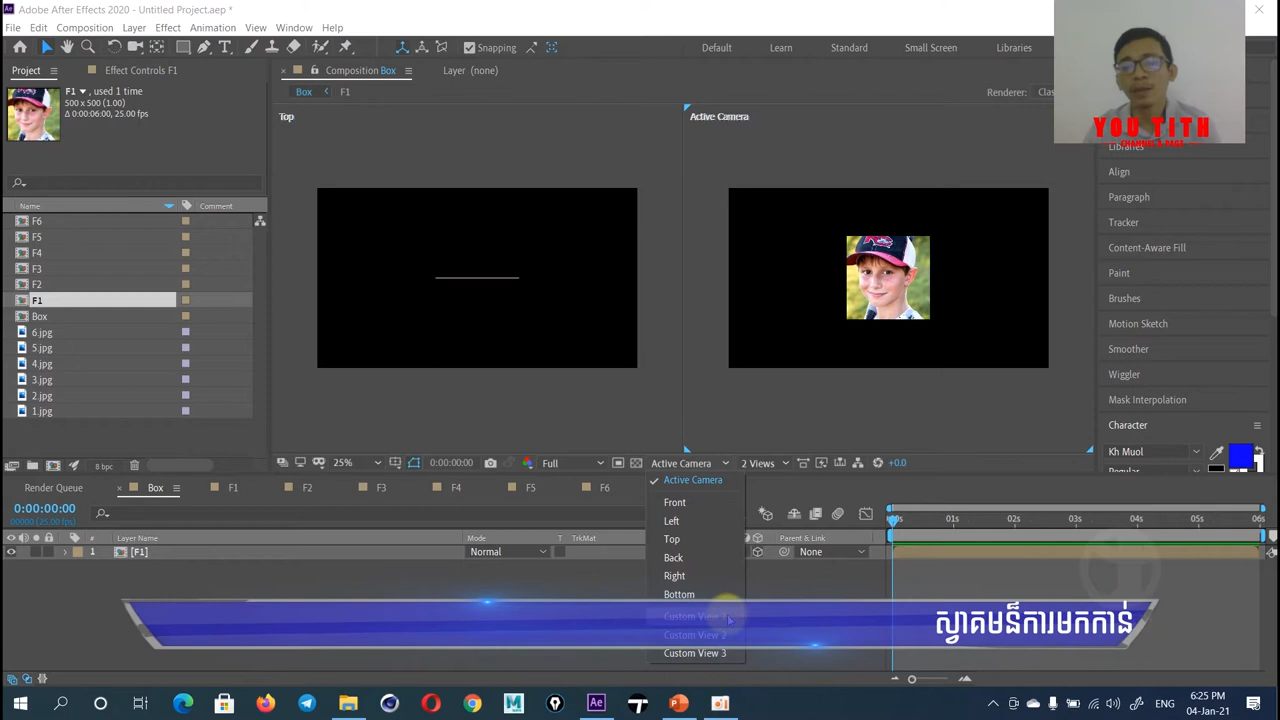 Adobe After Effects 2020 - Untitled Project.aep *
File Edit Composition Layer Effect Animation View Window Help
Snapping Default Learn Standard Small Screen Libraries
Project Effect Controls F1 Composition Box Layer (none)
F1 , used 1 time
500 x 500 (1.00)
Δ 0:00:06:00, 25.00 fps
Box F1 Renderer:
Top Active Camera
YOU TITH
CHANNEL & PAGE
Libraries
Align
Paragraph
Tracker
Content-Aware Fill
Paint
Brushes
Motion Sketch
Smoother
Wiggler
Mask Interpolation
Character
Kh Muol
Regular
Name Comment
F6
F5
F4
F3
F2
F1
Box
6.jpg
5.jpg
4.jpg
3.jpg
2.jpg
1.jpg
8 bpc 25% 0:00:00:00 Full Active Camera 2 Views +0.0
Active Camera
Front
Left
Top
Back
Right
Bottom
Custom View 1
Custom View 2
Custom View 3
Render Queue Box F1 F2 F3 F4 F5 F6
0:00:00:00
00000 (25.00 fps)
01s 02s 03s 04s 05s 06s
# Layer Name Mode T TrkMat Parent & Link
1 [F1] Normal None
ស្វាគមន៏ការមកកាន់
ENG 6:25 PM
04-Jan-21